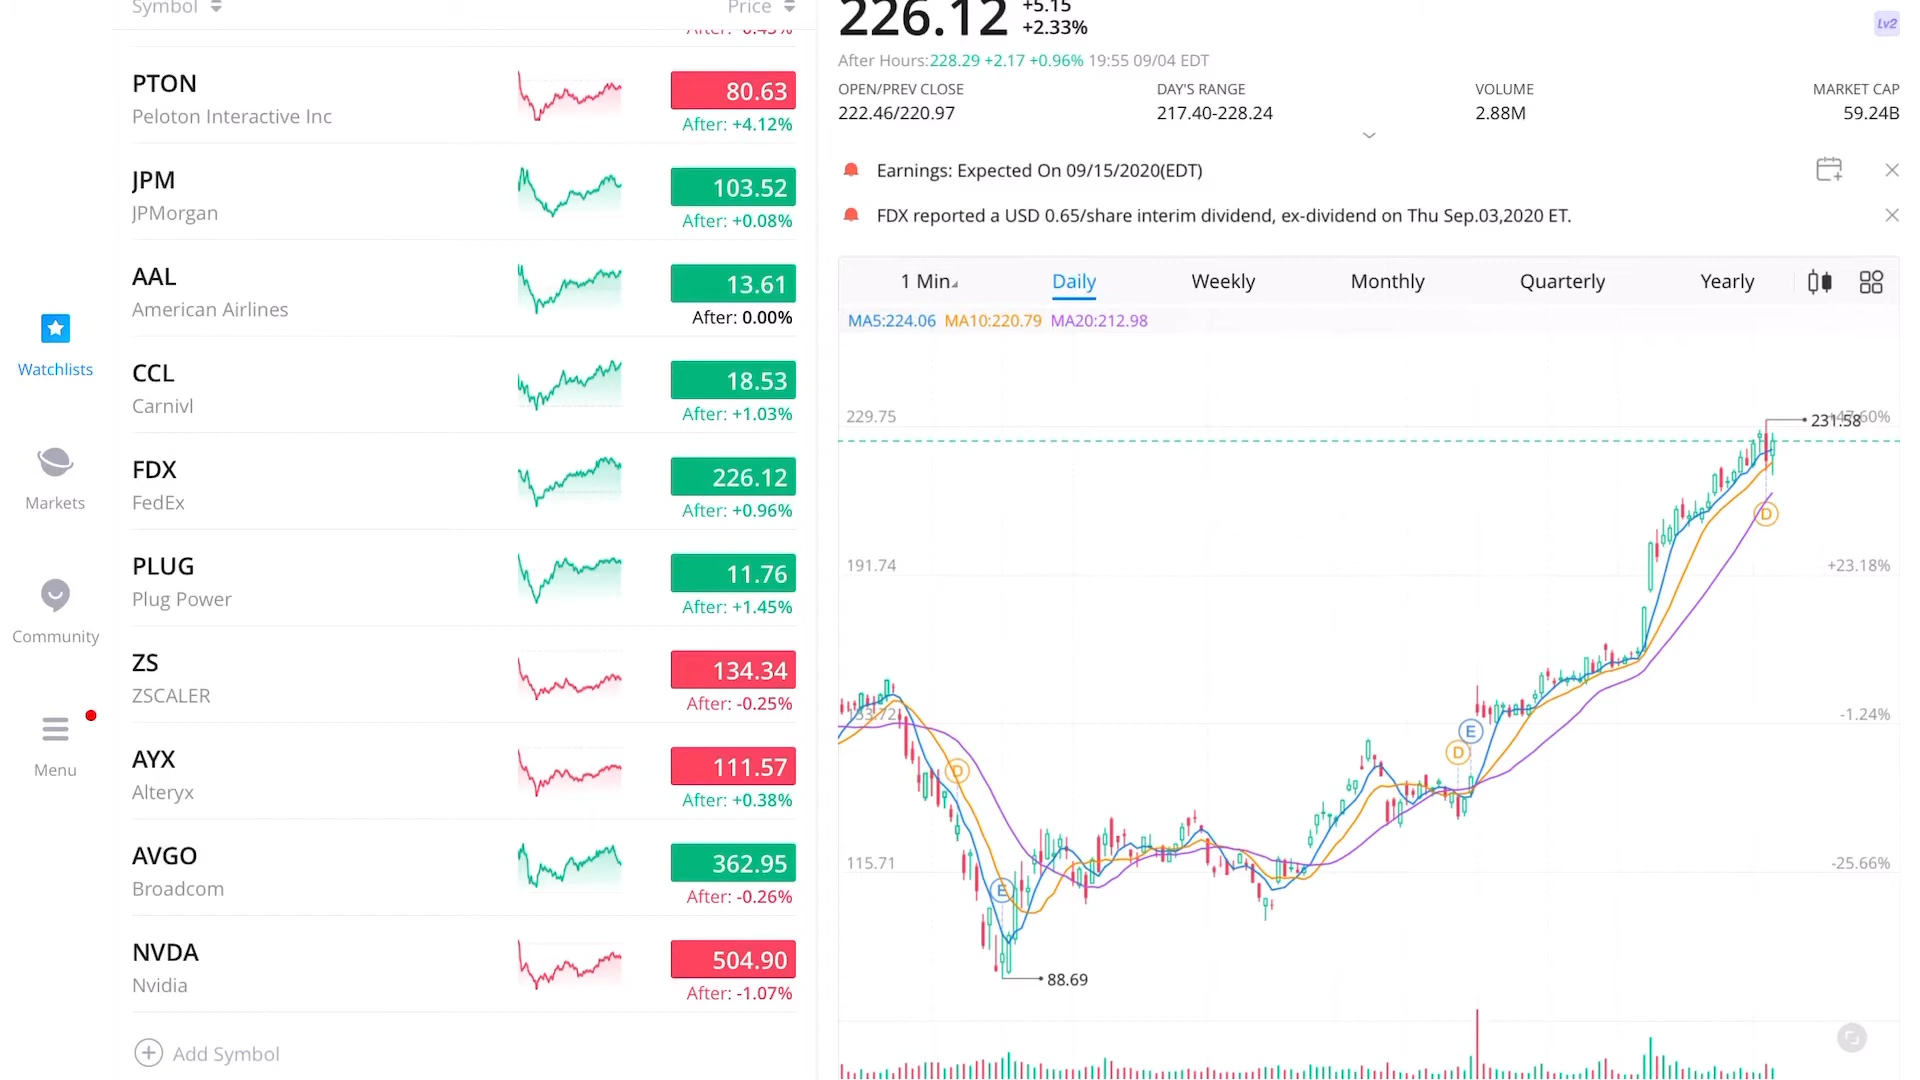 Symbol
Price
After: -0.45%
PTON
80.63
Peloton Interactive Inc
After: +4.12%
JPM
103.52
JPMorgan
After: +0.08%
AAL
13.61
American Airlines
After: 0.00%
CCL
18.53
Carnivl
After: +1.03%
FDX
226.12
FedEx
After: +0.96%
PLUG
11.76
Plug Power
After: +1.45%
ZS
134.34
ZSCALER
After: -0.25%
AYX
111.57
Alteryx
After: +0.38%
AVGO
362.95
Broadcom
After: -0.26%
NVDA
504.90
Nvidia
After: -1.07%
Add Symbol
Watchlists
Markets
Community
Menu
226.12
+5.15
+2.33%
Lv2
After Hours:228.29 +2.17 +0.96% 19:55 09/04 EDT
OPEN/PREV CLOSE
222.46/220.97
DAY'S RANGE
217.40-228.24
VOLUME
2.88M
MARKET CAP
59.24B
Earnings: Expected On 09/15/2020(EDT)
FDX reported a USD 0.65/share interim dividend, ex-dividend on Thu Sep.03,2020 ET.
1 Min
Daily
Weekly
Monthly
Quarterly
Yearly
MA5:224.06 MA10:220.79 MA20:212.98
229.75
231.58
D
191.74
+23.18%
-1.24%
E
D
D
115.71
-25.66%
E
88.69